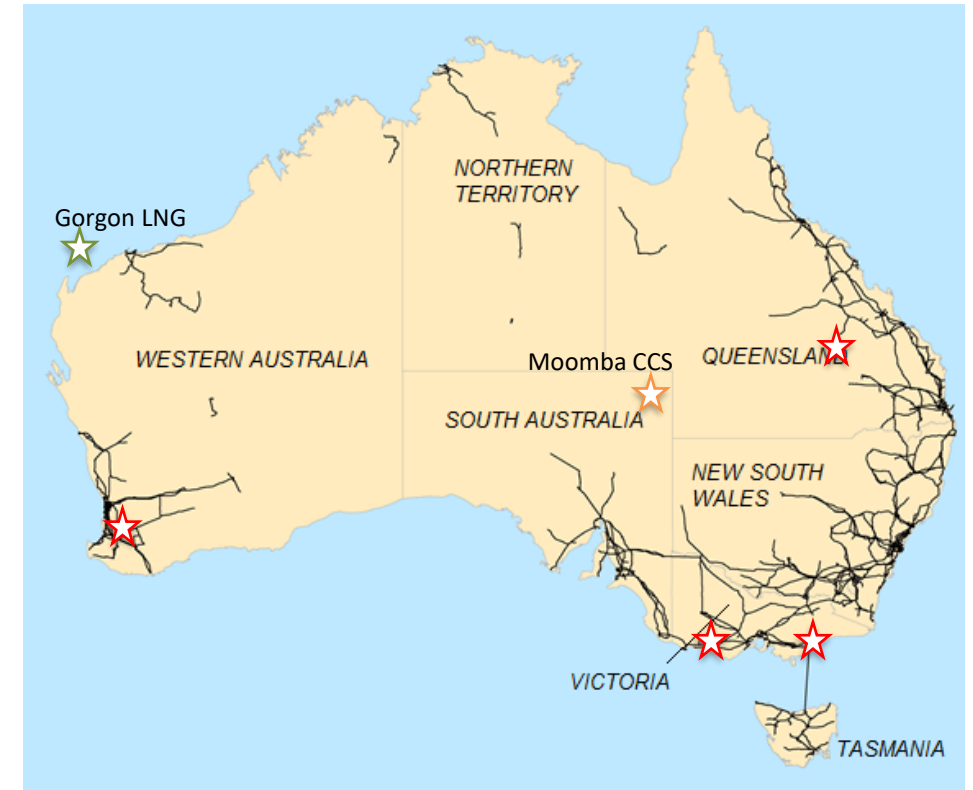 NORTHERN
TERRITORY
Gorgon LNG
WESTERN AUSTRALIA
Moomba CCS
QUEENSLAND
SOUTH AUSTRALIA
NEW SOUTH
WALES
VICTORIA
TASMANIA